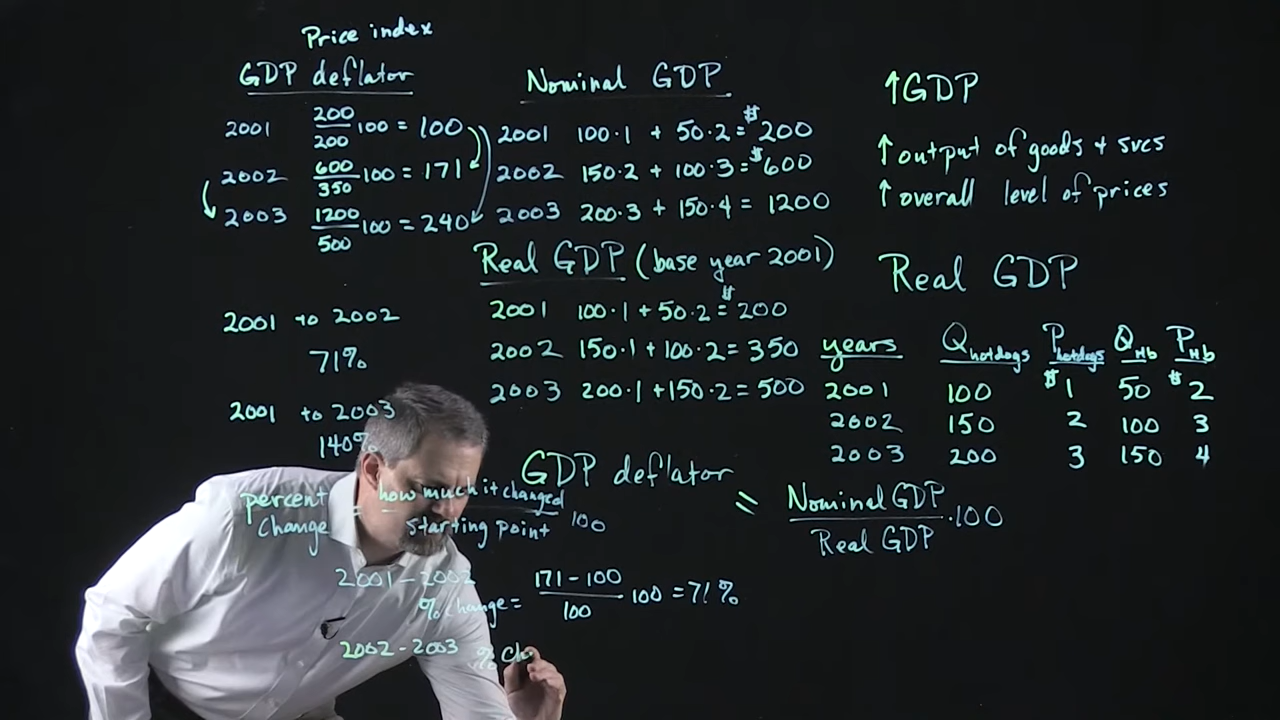 Price index
GDP deflator
2001 200/200 100 = 100
2002 600/350 100 = 171
2003 1200/500 100 = 240
2001 to 2002
71%
2001 to 2003
140%
Nominal GDP
2001 100·1 + 50·2 = $200
2002 150·2 + 100·3 = $600
2003 200·3 + 150·4 = 1200
Real GDP (base year 2001)
2001 100·1 + 50·2 = $200
2002 150·1 + 100·2 = 350
2003 200·1 + 150·2 = 500
↑GDP
↑ output of goods + svcs
↑ overall level of prices
Real GDP
years Qhotdogs Photdogs QHb PHb
2001 100 $1 50 $2
2002 150 2 100 3
2003 200 3 150 4
GDP deflator = Nominal GDP/Real GDP ·100
percent change = how much it changed/starting point 100
2001-2002
% change = 171-100/100 100 = 71%
2002-2003 % Ch